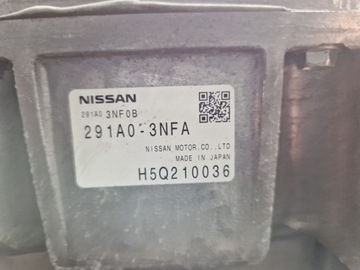 NISSAN
291A0 3NF0B
291A0-3NFA
NISSAN MOTOR CO., LTD
MADE IN JAPAN
H5Q210036